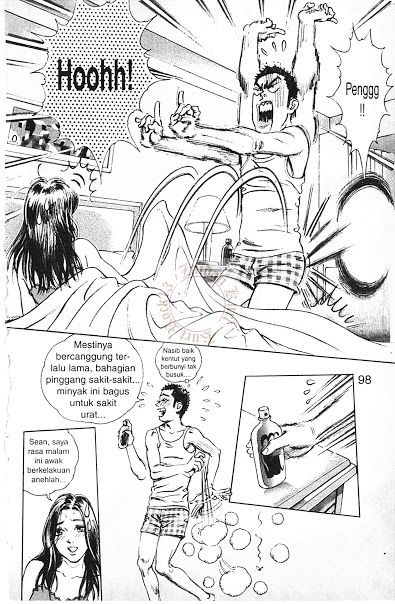 Hoohh!
Penggg
!!
Mestinya
bercanggung ter-
lalu lama, bahagian
pinggang sakit-sakit...
minyak ini bagus
untuk sakit
urat...
Nasib baik
kentut yang
berbunyi tak
busuk....
98
Sean, saya
rasa malam
ini awak
berkelakuan
anehlah...